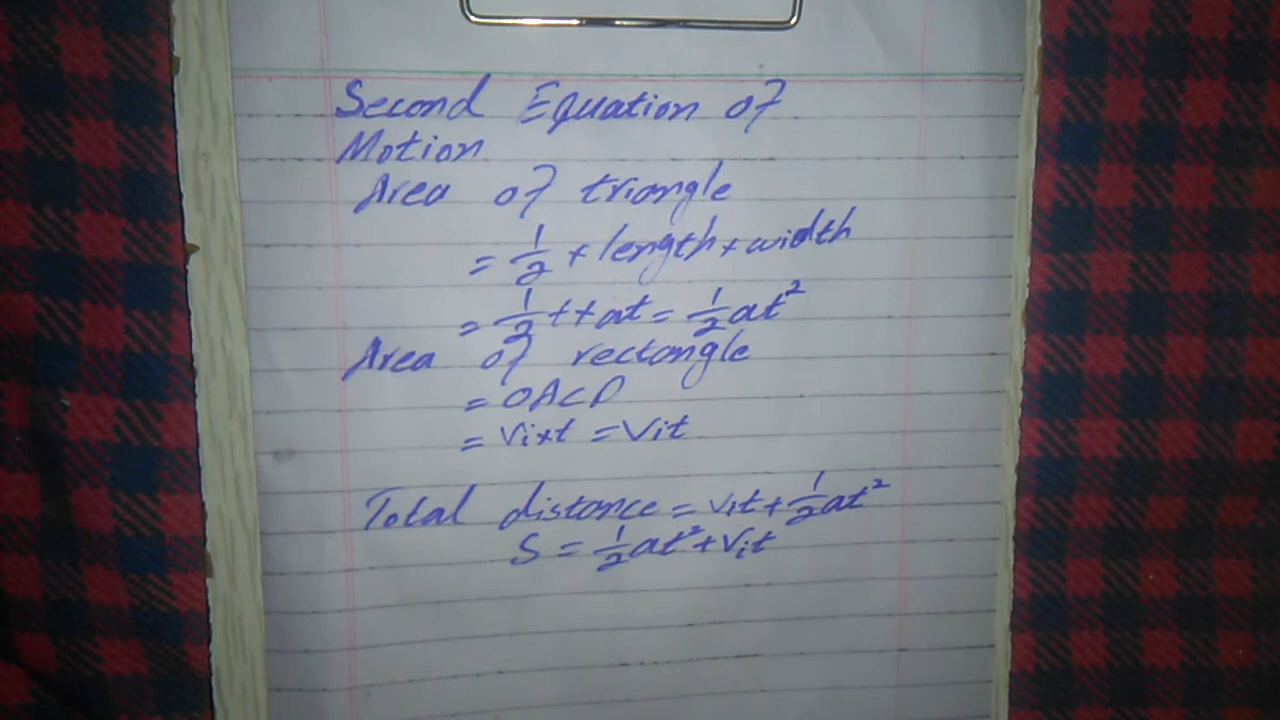 Second Equation of
Motion
Area of triangle
= 1/2 × length × width
= 1/2 t × at = 1/2 at²
Area of rectangle
= OACD
= Vi×t = Vit
Total distance = Vit + 1/2 at²
S = 1/2 at² + Vit